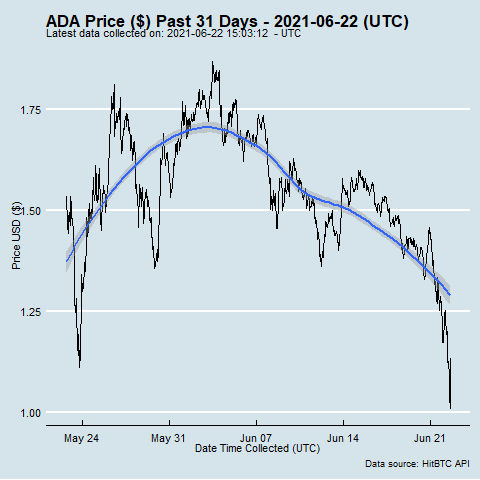 ADA Price ($) Past 31 Days - 2021-06-22 (UTC)
Latest data collected on: 2021-06-22 15:03:12 - UTC
Price USD ($)
1.75
1.50
1.25
1.00
May 24 May 31 Jun 07 Jun 14 Jun 21
Date Time Collected (UTC)
Data source: HitBTC API